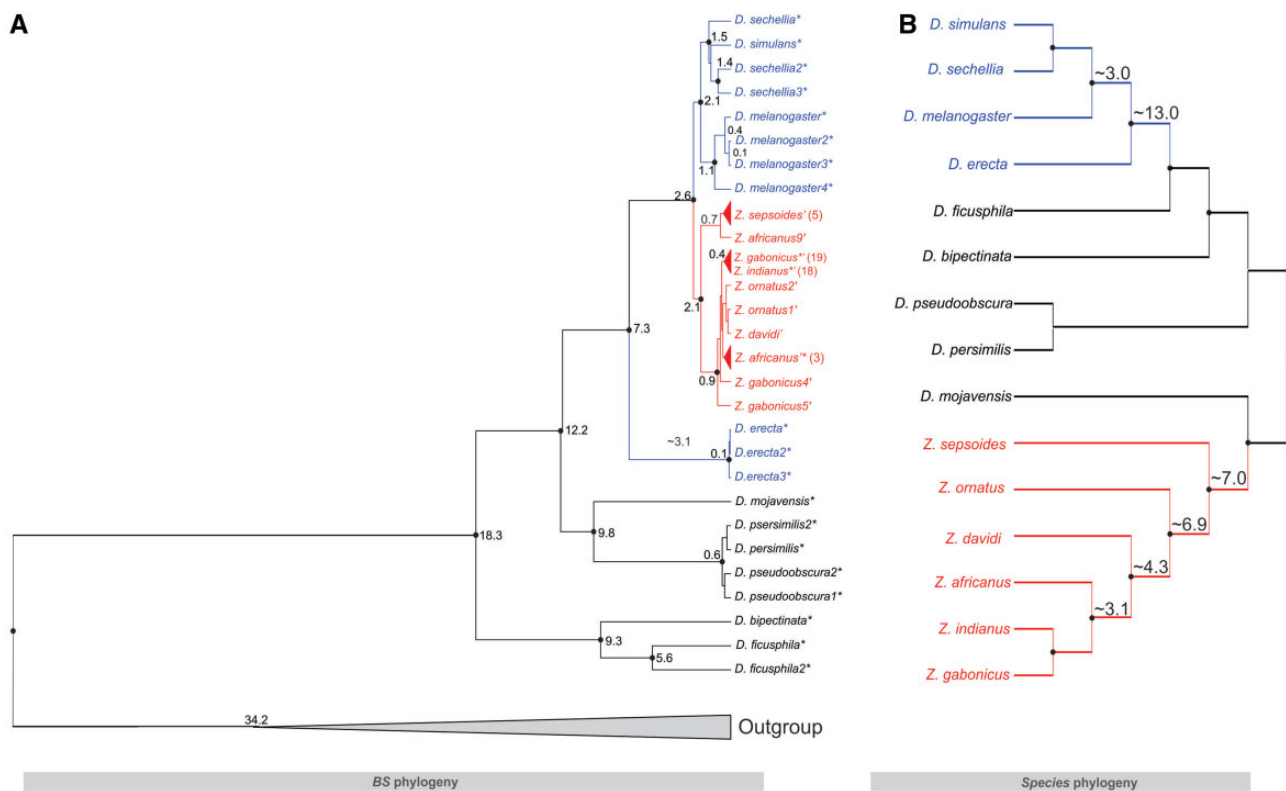 A
D. sechellia*
1.5
D. simulans*
1.4
D. sechellia2*
D. sechellia3*
2.1
D. melanogaster*
0.4
D. melanogaster2*
0.1
D. melanogaster3*
1.1
D. melanogaster4*
2.6
Z. sepsoides' (5)
0.7
Z. africanus9'
0.4
Z. gabonicus*' (19)
Z. indianus*' (18)
Z. ornatus2'
2.1
Z. ornatus1'
7.3
Z. davidi'
Z. africanus'* (3)
0.9
Z. gabonicus4'
Z. gabonicus5'
12.2
D. erecta*
~3.1
0.1
D.erecta2*
D.erecta3*
D. mojavensis*
18.3
9.8
D. psersimilis2*
D. persimilis*
0.6
D. pseudoobscura2*
D. pseudoobscura1*
D. bipectinata*
9.3
D. ficusphila*
5.6
D. ficusphila2*
34.2
Outgroup
BS phylogeny
B
D. simulans
D. sechellia
~3.0
D. melanogaster
~13.0
D. erecta
D. ficusphila
D. bipectinata
D. pseudoobscura
D. persimilis
D. mojavensis
Z. sepsoides
~7.0
Z. ornatus
~6.9
Z. davidi
~4.3
Z. africanus
~3.1
Z. indianus
Z. gabonicus
Species phylogeny